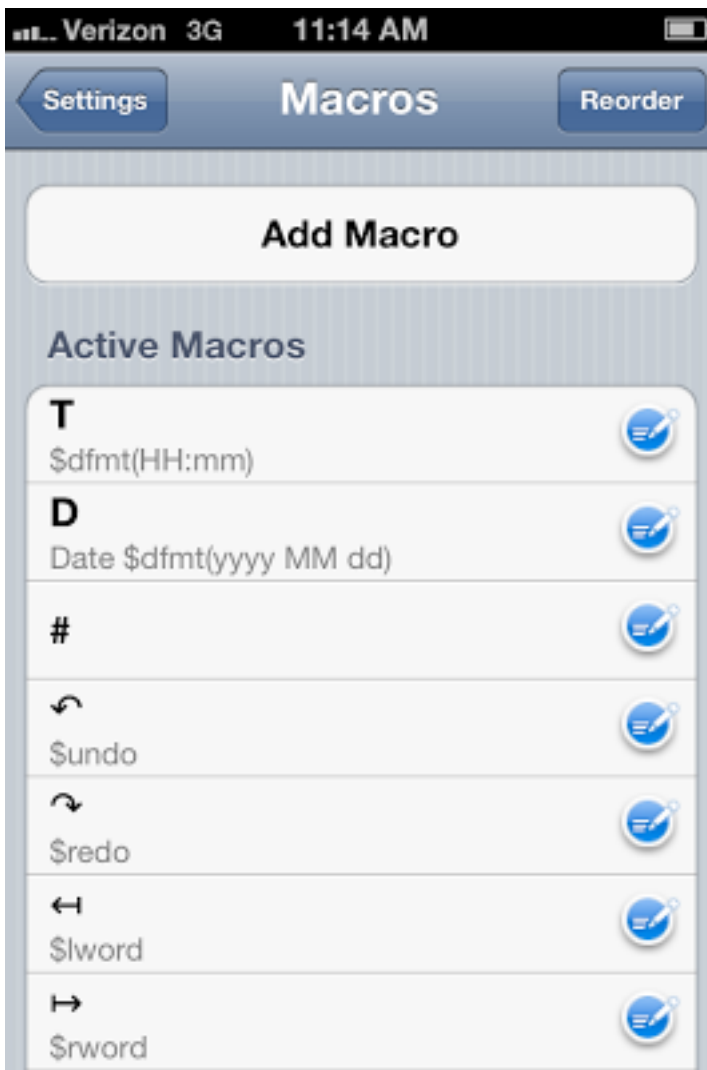 Verizon 3G 11:14 AM
Settings Macros Reorder
Add Macro
Active Macros
T
$dfmt(HH:mm)
D
Date $dfmt(yyyy MM dd)
#
↶
$undo
↷
$redo
↤
$lword
↦
$rword